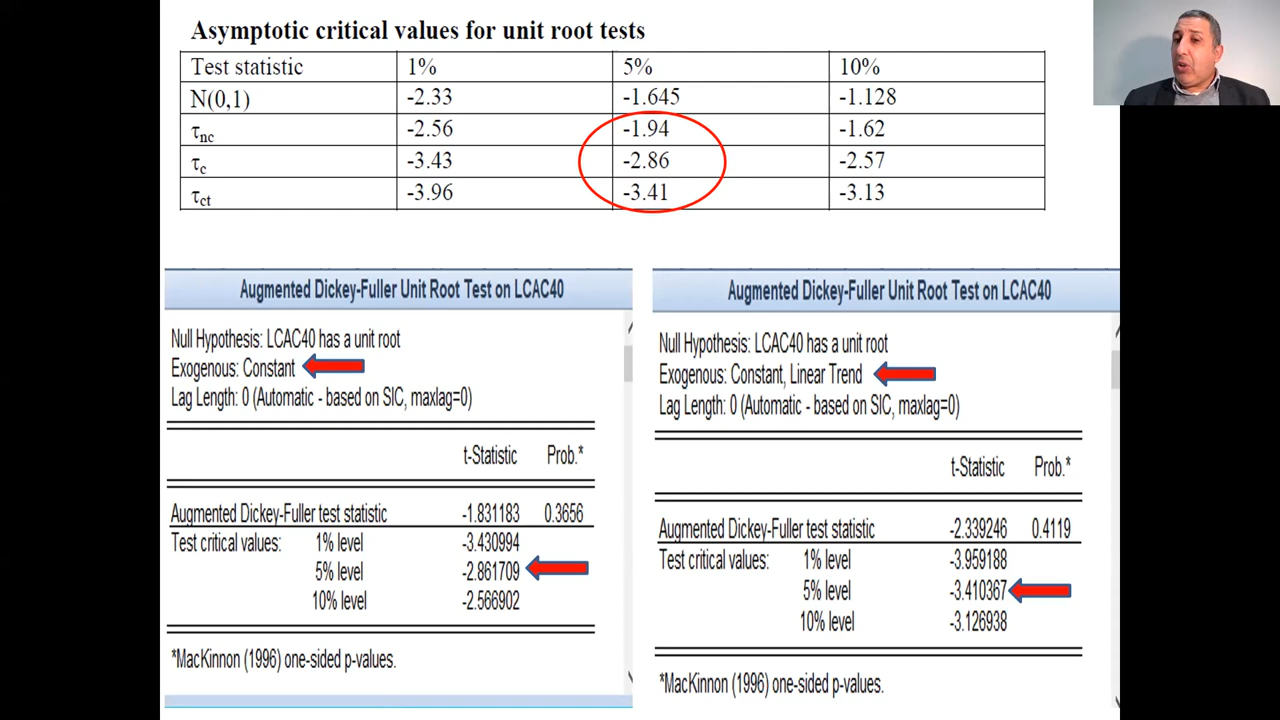 Asymptotic critical values for unit root tests
Test statistic 1% 5% 10%
N(0,1) -2.33 -1.645 -1.128
τnc -2.56 -1.94 -1.62
τc -3.43 -2.86 -2.57
τct -3.96 -3.41 -3.13
Augmented Dickey-Fuller Unit Root Test on LCAC40
Null Hypothesis: LCAC40 has a unit root
Exogenous: Constant
Lag Length: 0 (Automatic - based on SIC, maxlag=0)
t-Statistic Prob.*
Augmented Dickey-Fuller test statistic -1.831183 0.3656
Test critical values: 1% level -3.430994
5% level -2.861709
10% level -2.566902
*MacKinnon (1996) one-sided p-values.
Augmented Dickey-Fuller Unit Root Test on LCAC40
Null Hypothesis: LCAC40 has a unit root
Exogenous: Constant, Linear Trend
Lag Length: 0 (Automatic - based on SIC, maxlag=0)
t-Statistic Prob.*
Augmented Dickey-Fuller test statistic -2.339246 0.4119
Test critical values: 1% level -3.959188
5% level -3.410367
10% level -3.126938
*MacKinnon (1996) one-sided p-values.